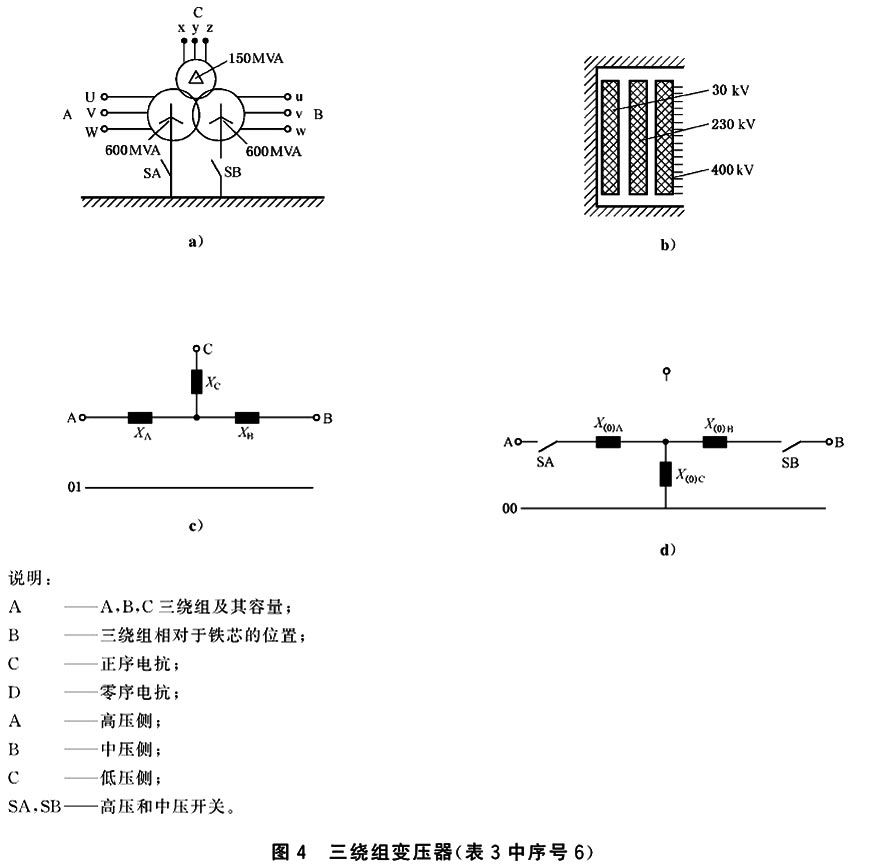 C
x y z
150MVA
U
u
A
V
v
B
W
w
600MVA
600MVA
SA
SB
a)
30 kV
230 kV
400 kV
b)
C
X_C
A
B
X_A
X_B
01
c)
X_(0)A
X_(0)B
A
B
SA
SB
X_(0)C
00
d)
说明:
A ——A,B,C三绕组及其容量;
B ——三绕组相对于铁芯的位置;
C ——正序电抗;
D ——零序电抗;
A ——高压侧;
B ——中压侧;
C ——低压侧;
SA,SB——高压和中压开关。
图 4 三绕组变压器(表 3 中序号 6)